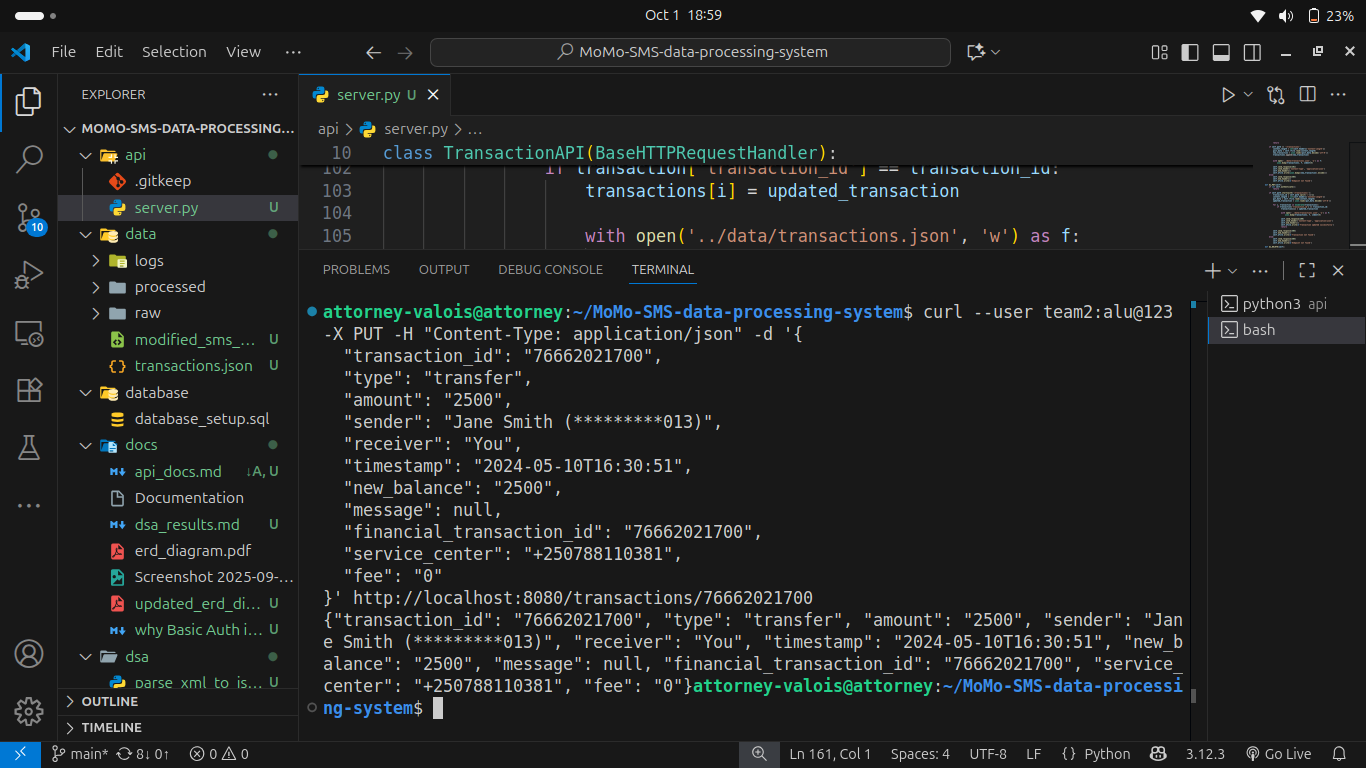 Oct 1 18:59
23%
File Edit Selection View ···
MoMo-SMS-data-processing-system
EXPLORER ···
server.py U
MOMO-SMS-DATA-PROCESSING...
api
.gitkeep
server.py U
data
logs
processed
raw
modified_sms_... U
transactions.json U
database
database_setup.sql
docs
api_docs.md ↓A, U
Documentation
dsa_results.md U
erd_diagram.pdf
Screenshot 2025-09-...
updated_erd_di... U
why Basic Auth i... U
dsa
parse_xml_to_js... U
OUTLINE
TIMELINE
10
api > server.py > ...
10 class TransactionAPI(BaseHTTPRequestHandler):
102 if transaction['transaction_id'] == transaction_id:
103 transactions[i] = updated_transaction
104
105 with open('../data/transactions.json', 'w') as f:
PROBLEMS OUTPUT DEBUG CONSOLE TERMINAL
attorney-valois@attorney:~/MoMo-SMS-data-processing-system$ curl --user team2:alu@123
-X PUT -H "Content-Type: application/json" -d '{
"transaction_id": "76662021700",
"type": "transfer",
"amount": "2500",
"sender": "Jane Smith (*********013)",
"receiver": "You",
"timestamp": "2024-05-10T16:30:51",
"new_balance": "2500",
"message": null,
"financial_transaction_id": "76662021700",
"service_center": "+250788110381",
"fee": "0"
}' http://localhost:8080/transactions/76662021700
{"transaction_id": "76662021700", "type": "transfer", "amount": "2500", "sender": "Jan
e Smith (*********013)", "receiver": "You", "timestamp": "2024-05-10T16:30:51", "new_b
alance": "2500", "message": null, "financial_transaction_id": "76662021700", "service_
center": "+250788110381", "fee": "0"}attorney-valois@attorney:~/MoMo-SMS-data-processi
ng-system$
python3 api
bash
main* 8↓ 0↑ 0 0
Ln 161, Col 1 Spaces: 4 UTF-8 LF {} Python 3.12.3 Go Live